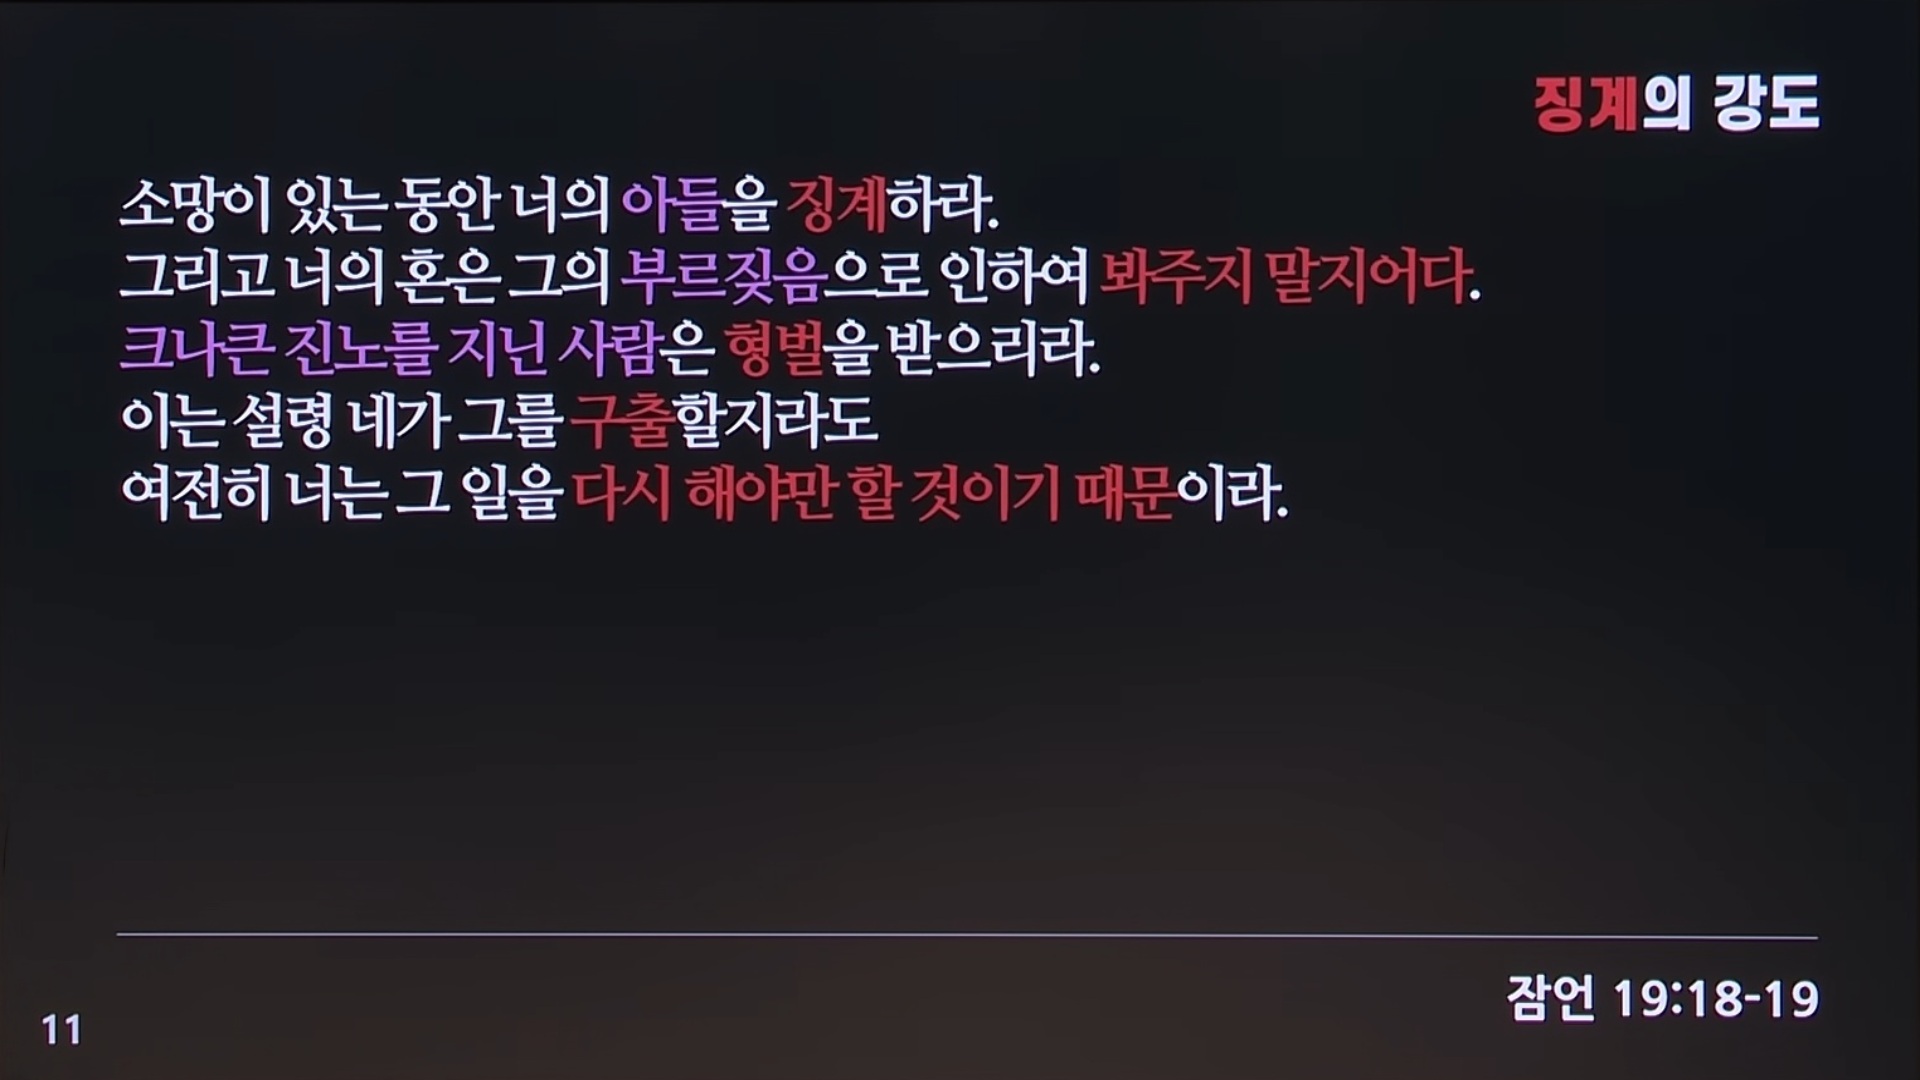 징계의 강도
소망이 있는 동안 너의 아들을 징계하라.
그리고 너의 혼은 그의 부르짖음으로 인하여 봐주지 말지어다.
크나큰 진노를 지닌 사람은 형벌을 받으리라.
이는 설령 네가 그를 구출할지라도
여전히 너는 그 일을 다시 해야만 할 것이기 때문이라.
잠언 19:18-19
11